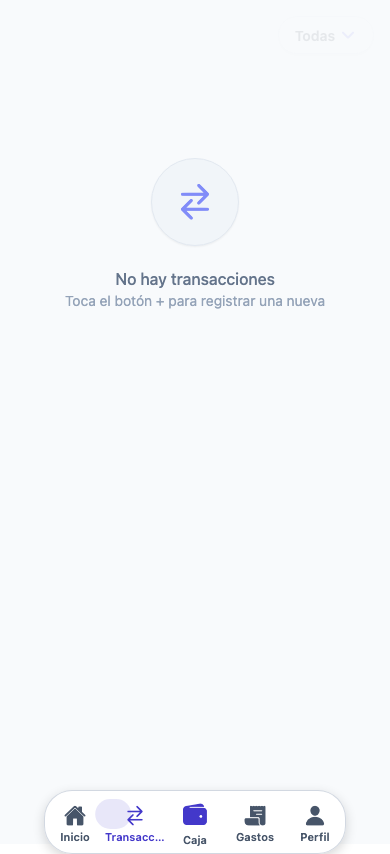 Todas
No hay transacciones
Toca el botón + para registrar una nueva
Inicio
Transacc...
Caja
Gastos
Perfil